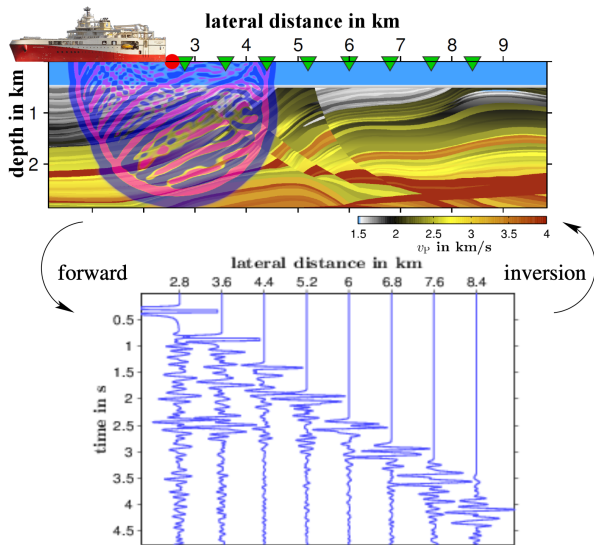 lateral distance in km
3 4 5 6 7 8 9
depth in km
1
2
1.5 2 2.5 3 3.5 4
vP in km/s
forward
inversion
lateral distance in km
2.8 3.6 4.4 5.2 6 6.8 7.6 8.4
time in s
0.5
1
1.5
2
2.5
3
3.5
4
4.5